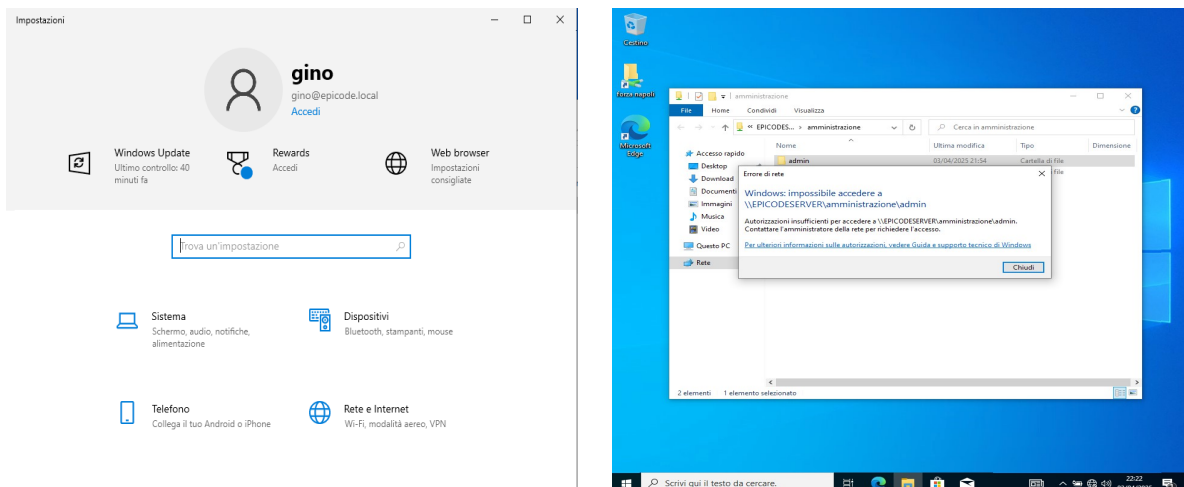 Impostazioni
gino
gino@epicode.local
Accedi
Windows Update
Ultimo controllo: 40
minuti fa
Rewards
Accedi
Web browser
Impostazioni
consigliate
Trova un'impostazione
Sistema
Schermo, audio, notifiche,
alimentazione
Dispositivi
Bluetooth, stampanti, mouse
Telefono
Collega il tuo Android o iPhone
Rete e Internet
Wi-Fi, modalità aereo, VPN
Cestino
forza napoli
Microsoft
Edge
amministrazione
File Home Condividi Visualizza
« EPICODES... › amministrazione
Cerca in amministrazione
Nome Ultima modifica Tipo Dimensione
Accesso rapido
Desktop
Download
Documenti
Immagini
Musica
Video
Questo PC
Rete
admin 03/04/2025 21:54 Cartella di file
file
Errore di rete
Windows: impossibile accedere a
\\EPICODESERVER\amministrazione\admin
Autorizzazioni insufficienti per accedere a \\EPICODESERVER\amministrazione\admin.
Contattare l'amministratore della rete per richiedere l'accesso.
Per ulteriori informazioni sulle autorizzazioni, vedere Guida e supporto tecnico di Windows
Chiudi
2 elementi 1 elemento selezionato
Scrivi qui il testo da cercare.
22:22